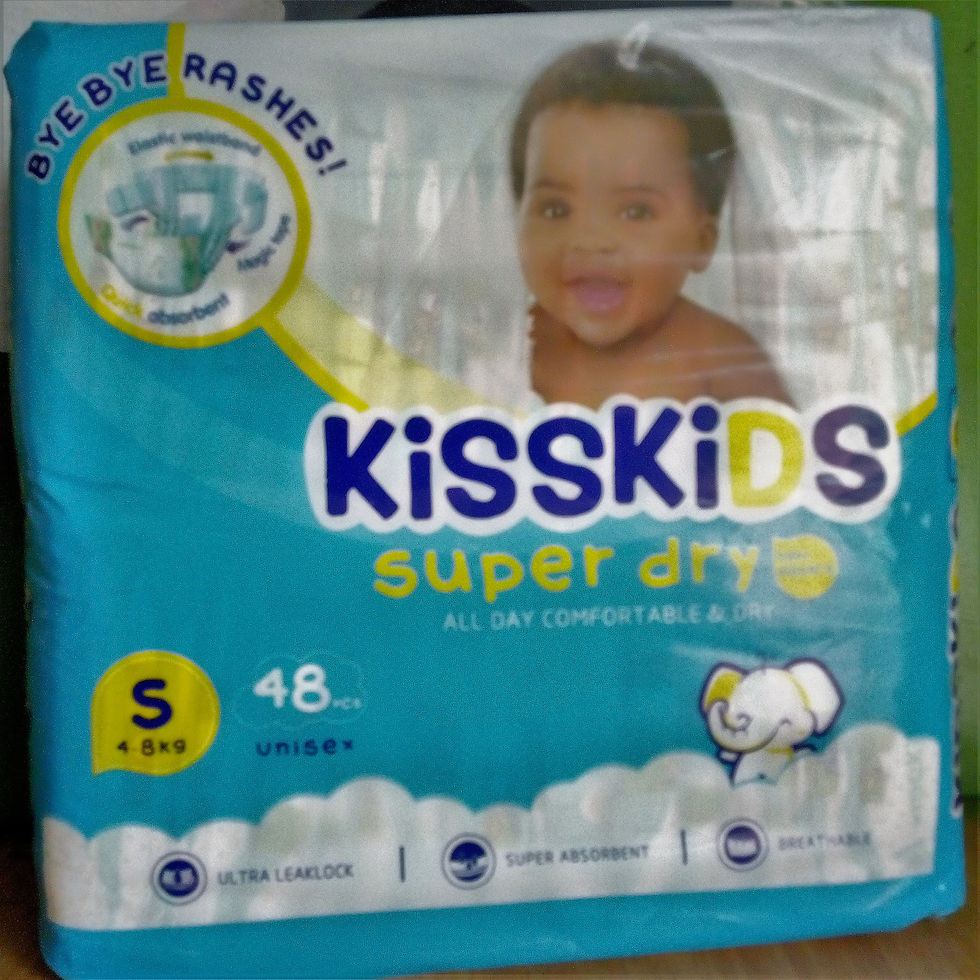 BYE BYE RASHES!
Elastic waistband
Magic tape
Quick absorbent
KiSSKiDS
super dry
ALL DAY COMFORTABLE & DRY
S
4-8kg
48 PCS
unisex
ULTRA LEAKLOCK
SUPER ABSORBENT
BREATHABLE